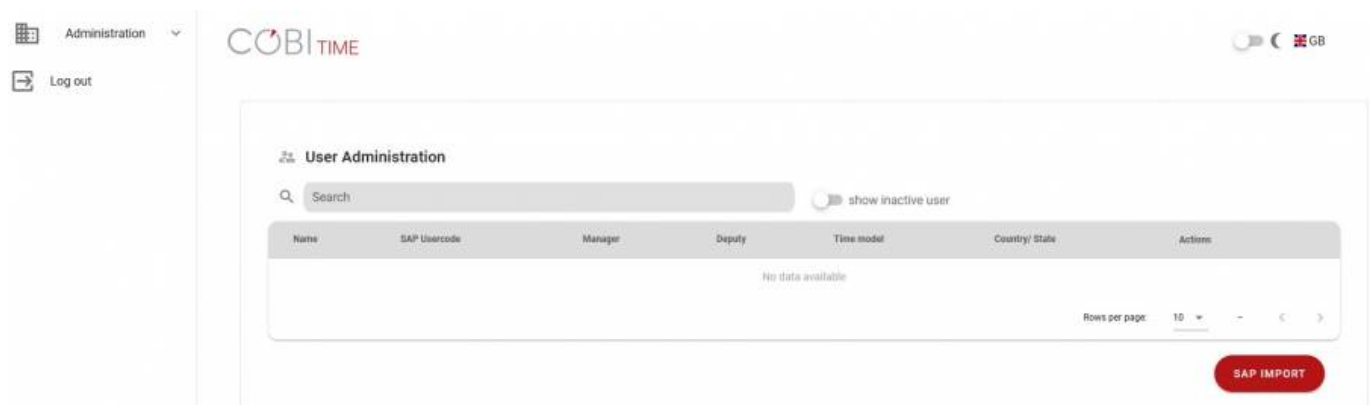 Administration
Log out
COBI TIME
GB
User Administration
Search
show inactive user
Name SAP Usercode Manager Deputy Time model Country/ State Actions
No data available
Rows per page: 10 -
SAP IMPORT